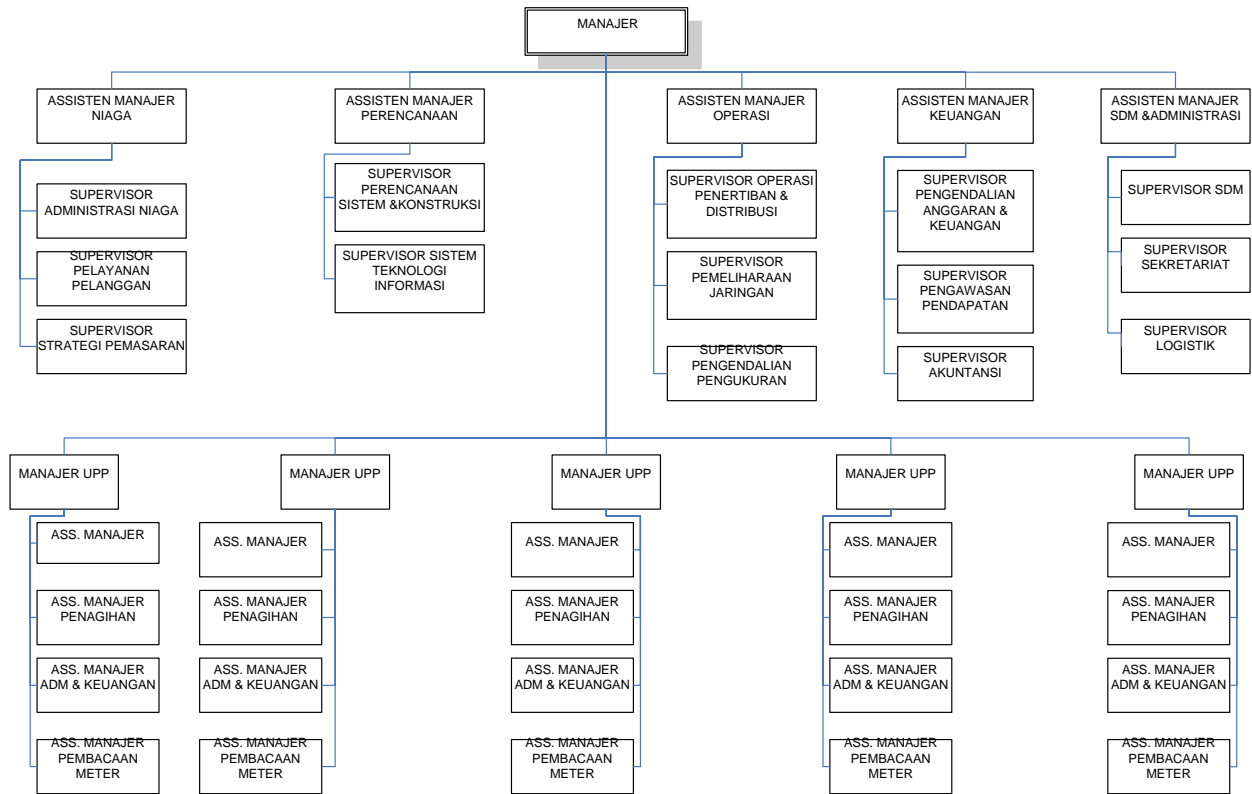 MANAJER
ASSISTEN MANAJER
NIAGA
SUPERVISOR
ADMINISTRASI NIAGA
SUPERVISOR
PELAYANAN
PELANGGAN
SUPERVISOR
STRATEGI PEMASARAN
ASSISTEN MANAJER
PERENCANAAN
SUPERVISOR
PERENCANAAN
SISTEM &KONSTRUKSI
SUPERVISOR SISTEM
TEKNOLOGI
INFORMASI
ASSISTEN MANAJER
OPERASI
SUPERVISOR OPERASI
PENERTIBAN &
DISTRIBUSI
SUPERVISOR
PEMELIHARAAN
JARINGAN
SUPERVISOR
PENGENDALIAN
PENGUKURAN
ASSISTEN MANAJER
KEUANGAN
SUPERVISOR
PENGENDALIAN
ANGGARAN &
KEUANGAN
SUPERVISOR
PENGAWASAN
PENDAPATAN
SUPERVISOR
AKUNTANSI
ASSISTEN MANAJER
SDM &ADMINISTRASI
SUPERVISOR SDM
SUPERVISOR
SEKRETARIAT
SUPERVISOR
LOGISTIK
MANAJER UPP
ASS. MANAJER
ASS. MANAJER
PENAGIHAN
ASS. MANAJER
ADM & KEUANGAN
ASS. MANAJER
PEMBACAAN
METER
MANAJER UPP
ASS. MANAJER
ASS. MANAJER
PENAGIHAN
ASS. MANAJER
ADM & KEUANGAN
ASS. MANAJER
PEMBACAAN
METER
MANAJER UPP
ASS. MANAJER
ASS. MANAJER
PENAGIHAN
ASS. MANAJER
ADM & KEUANGAN
ASS. MANAJER
PEMBACAAN
METER
MANAJER UPP
ASS. MANAJER
ASS. MANAJER
PENAGIHAN
ASS. MANAJER
ADM & KEUANGAN
ASS. MANAJER
PEMBACAAN
METER
MANAJER UPP
ASS. MANAJER
ASS. MANAJER
PENAGIHAN
ASS. MANAJER
ADM & KEUANGAN
ASS. MANAJER
PEMBACAAN
METER